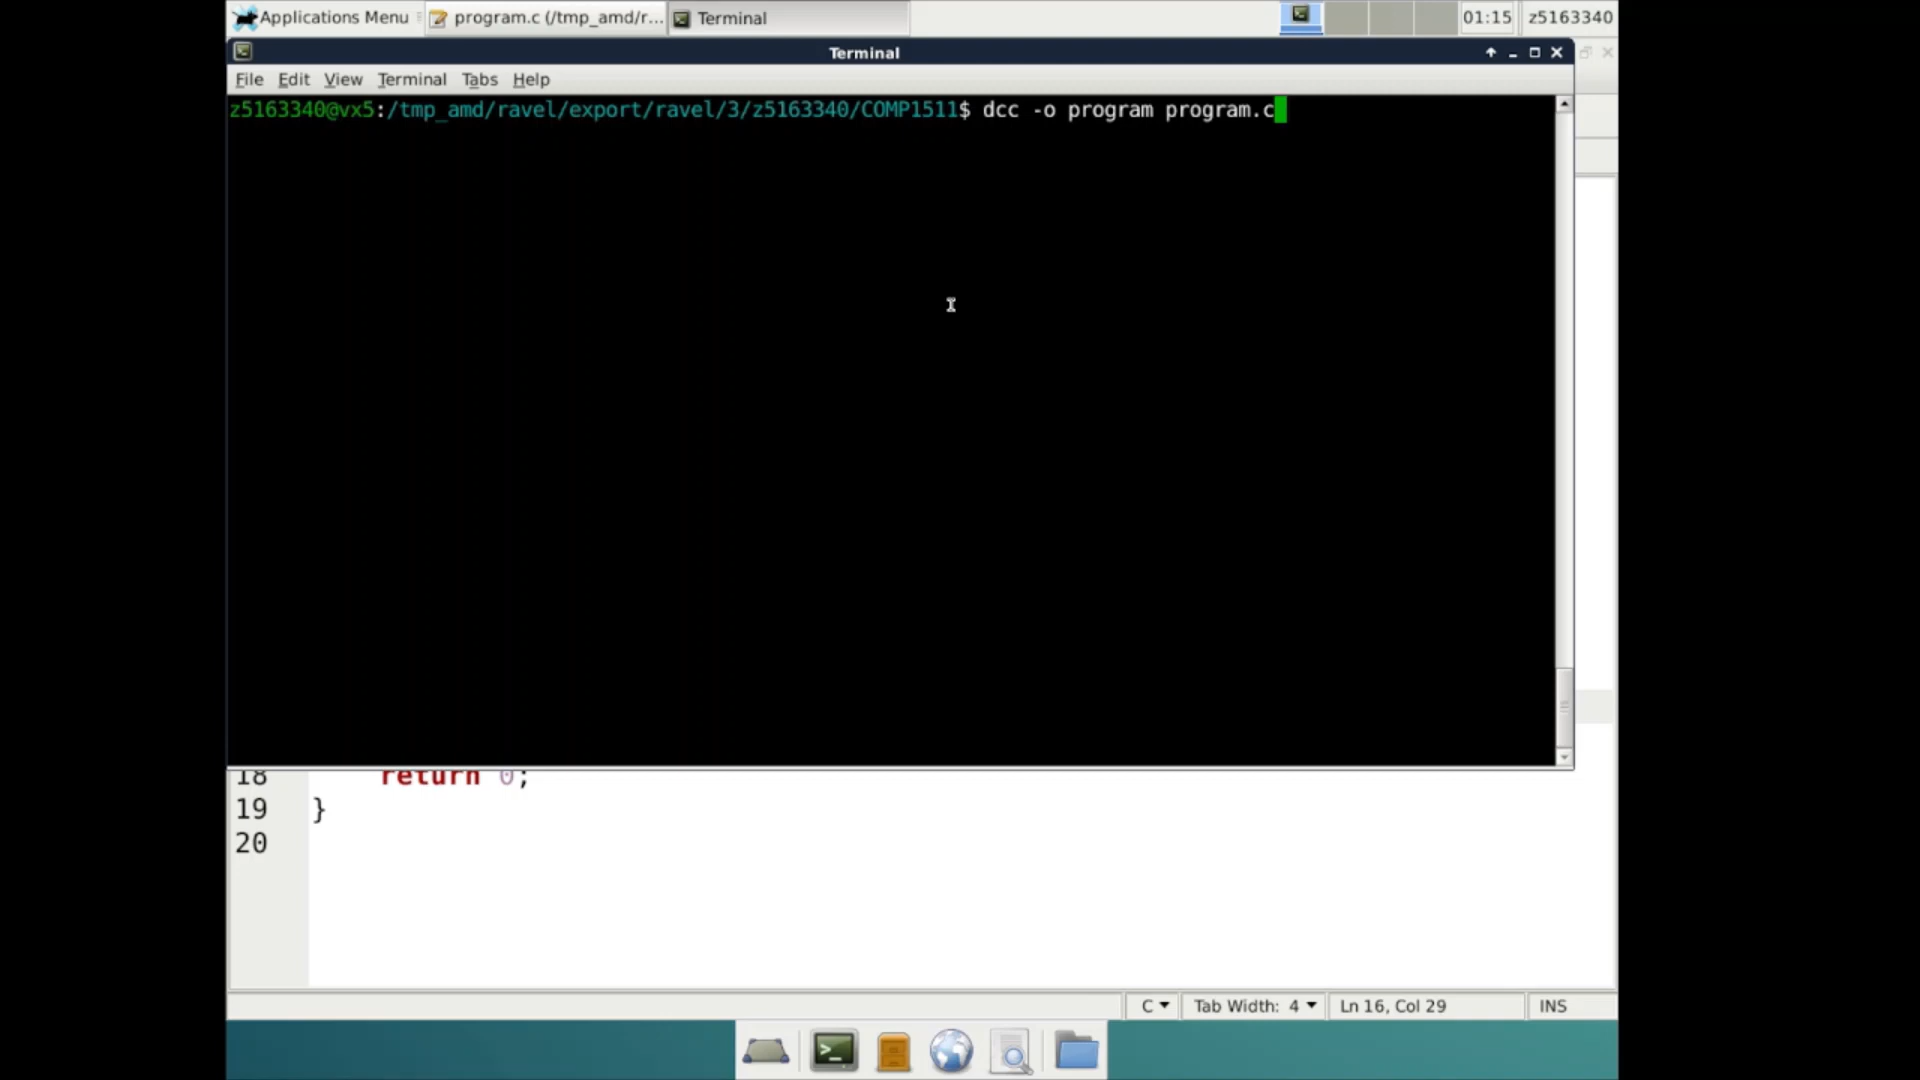 Applications Menu program.c (/tmp_amd/r... Terminal 01:15 z5163340
Terminal
File Edit View Terminal Tabs Help
z5163340@vx5:/tmp_amd/ravel/export/ravel/3/z5163340/COMP1511$ dcc -o program program.c
18 return 0;
19 }
20
C Tab Width: 4 Ln 16, Col 29 INS